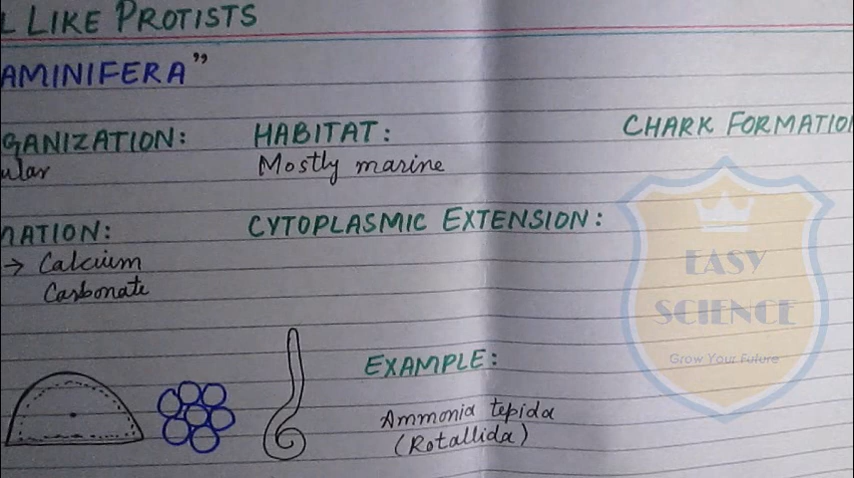 L LIKE PROTISTS
AMINIFERA”
GANIZATION:
ular
HABITAT:
Mostly marine
CHARK FORMATION
MATION:
→ Calcium
Carbonate
CYTOPLASMIC EXTENSION:
EASY
SCIENCE
Grow Your Future
EXAMPLE:
Ammonia tepida
(Rotallida)